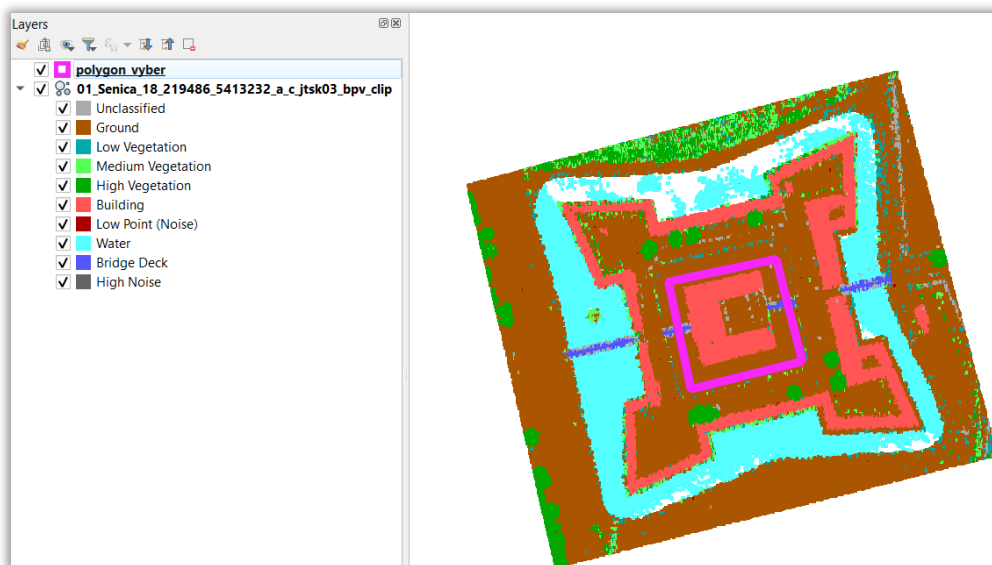 Layers
polygon_vyber
01_Senica_18_219486_5413232_a_c_jtsk03_bpv_clip
Unclassified
Ground
Low Vegetation
Medium Vegetation
High Vegetation
Building
Low Point (Noise)
Water
Bridge Deck
High Noise